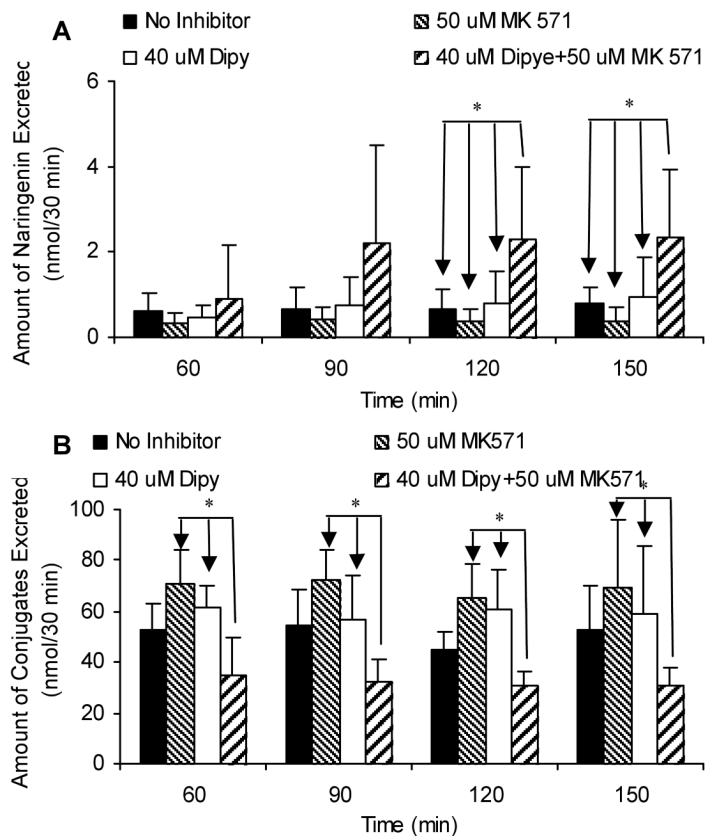 A
No Inhibitor
50 uM MK 571
40 uM Dipy
40 uM Dipye+50 uM MK 571
Amount of Naringenin Excreted
(nmol/30 min)
6
4
2
0
*
*
60
90
120
150
Time (min)
B
No Inhibitor
50 uM MK571
40 uM Dipy
40 uM Dipy+50 uM MK571
Amount of Conjugates Excreted
(nmol/30 min)
100
80
60
40
20
0
*
*
*
*
60
90
120
150
Time (min)